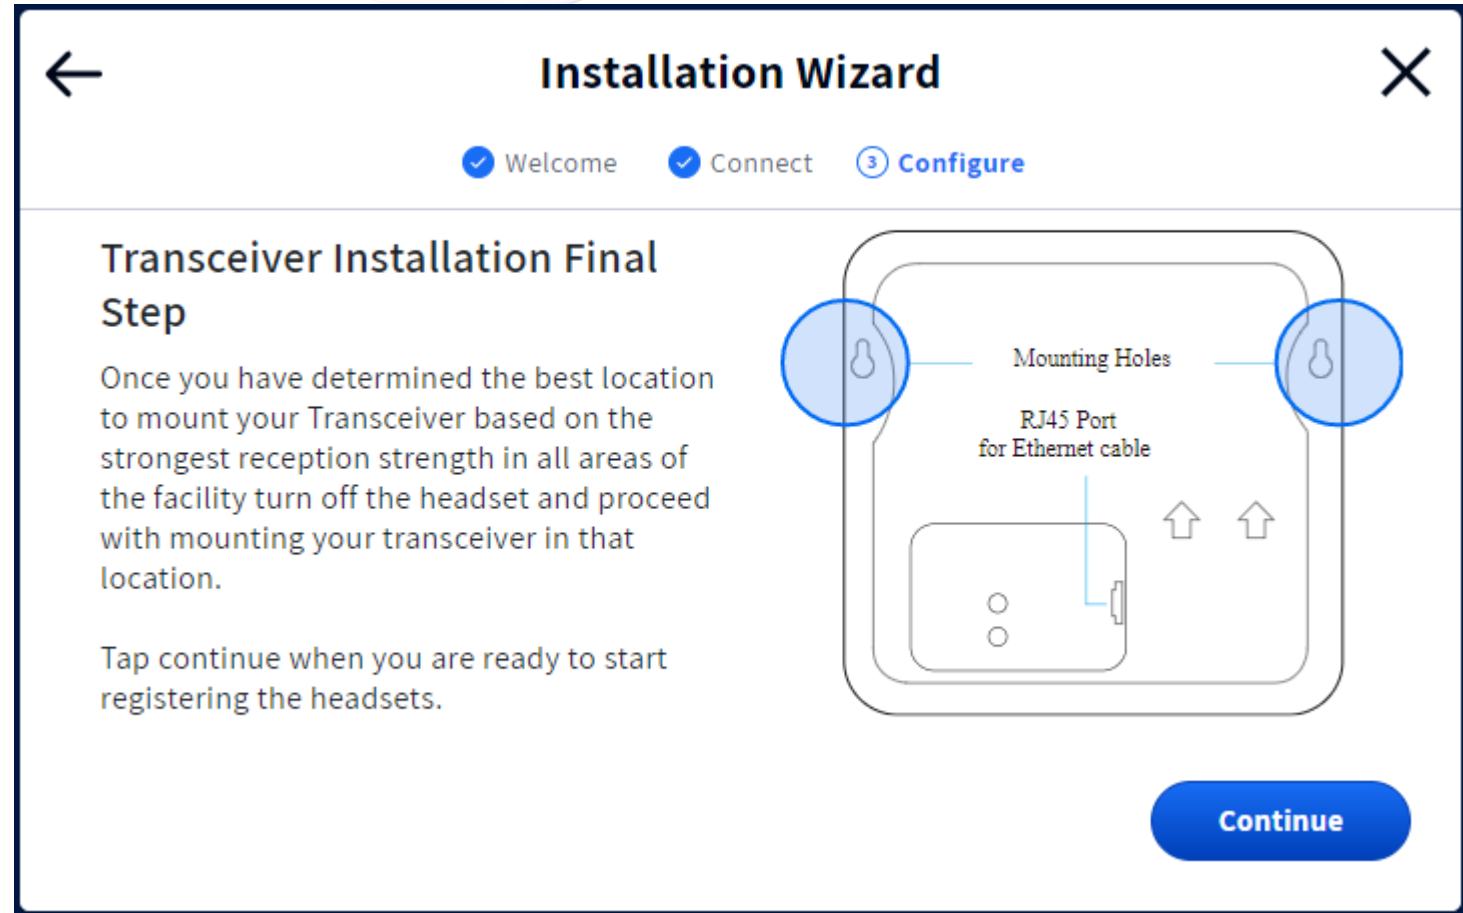 Installation Wizard
Welcome
Connect
3 Configure
Transceiver Installation Final
Step
Once you have determined the best location
to mount your Transceiver based on the
strongest reception strength in all areas of
the facility turn off the headset and proceed
with mounting your transceiver in that
location.
Tap continue when you are ready to start
registering the headsets.
Mounting Holes
RJ45 Port
for Ethernet cable
Continue